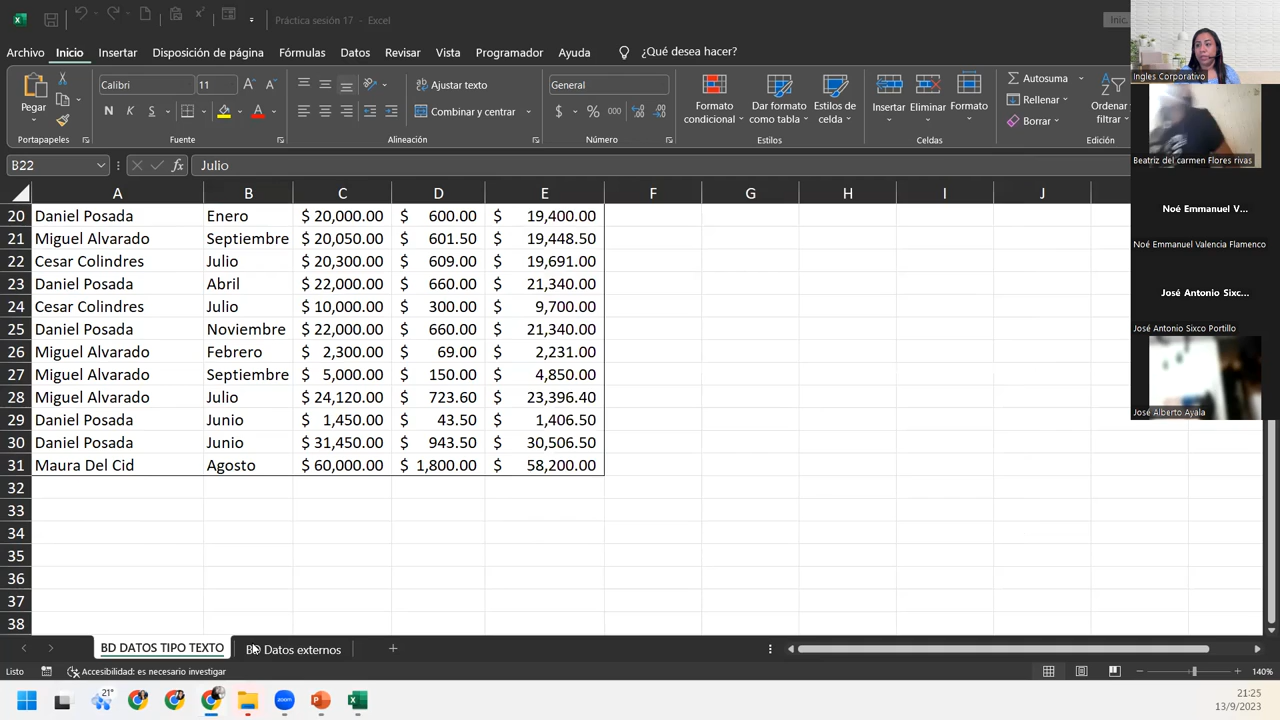 Práctica sesión 17 - Excel
Inic.
Archivo Inicio Insertar Disposición de página Fórmulas Datos Revisar Vista Programador Ayuda ¿Qué desea hacer?
Pegar
Calibri 11
N K S
Ajustar texto
Combinar y centrar
General
$ % 000
Formato condicional
Dar formato como tabla
Estilos de celda
Insertar Eliminar Formato
Autosuma
Rellenar
Borrar
Ordenar filtrar
Portapapeles Fuente Alineación Número Estilos Celdas Edición
B22 fx Julio
A B C D E F G H I J
20 Daniel Posada Enero $ 20,000.00 $ 600.00 $ 19,400.00
21 Miguel Alvarado Septiembre $ 20,050.00 $ 601.50 $ 19,448.50
22 Cesar Colindres Julio $ 20,300.00 $ 609.00 $ 19,691.00
23 Daniel Posada Abril $ 22,000.00 $ 660.00 $ 21,340.00
24 Cesar Colindres Julio $ 10,000.00 $ 300.00 $ 9,700.00
25 Daniel Posada Noviembre $ 22,000.00 $ 660.00 $ 21,340.00
26 Miguel Alvarado Febrero $ 2,300.00 $ 69.00 $ 2,231.00
27 Miguel Alvarado Septiembre $ 5,000.00 $ 150.00 $ 4,850.00
28 Miguel Alvarado Julio $ 24,120.00 $ 723.60 $ 23,396.40
29 Daniel Posada Junio $ 1,450.00 $ 43.50 $ 1,406.50
30 Daniel Posada Junio $ 31,450.00 $ 943.50 $ 30,506.50
31 Maura Del Cid Agosto $ 60,000.00 $ 1,800.00 $ 58,200.00
32
33
34
35
36
37
38
BD DATOS TIPO TEXTO
Datos externos
Listo Accesibilidad: es necesario investigar 140%
21°
21:25
13/9/2023
Ingles Corporativo
Beatriz del carmen Flores rivas
Noé Emmanuel V...
Noé Emmanuel Valencia Flamenco
José Antonio Sixc...
José Antonio Sixco Portillo
José Alberto Ayala